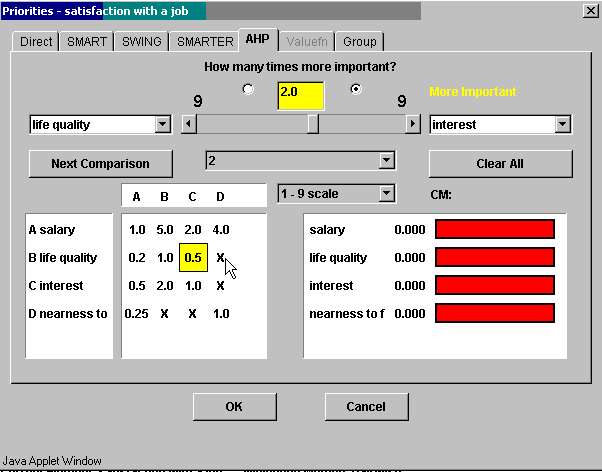 Priorities - satisfaction with a job
Direct SMART SWING SMARTER AHP Valuefn Group
How many times more important?
9 2.0 9 More Important
life quality interest
Next Comparison 2 Clear All
A B C D 1 - 9 scale CM:
A salary 1.0 5.0 2.0 4.0 salary 0.000
B life quality 0.2 1.0 0.5 X life quality 0.000
C interest 0.5 2.0 1.0 X interest 0.000
D nearness to 0.25 X X 1.0 nearness to f 0.000
OK Cancel
Java Applet Window